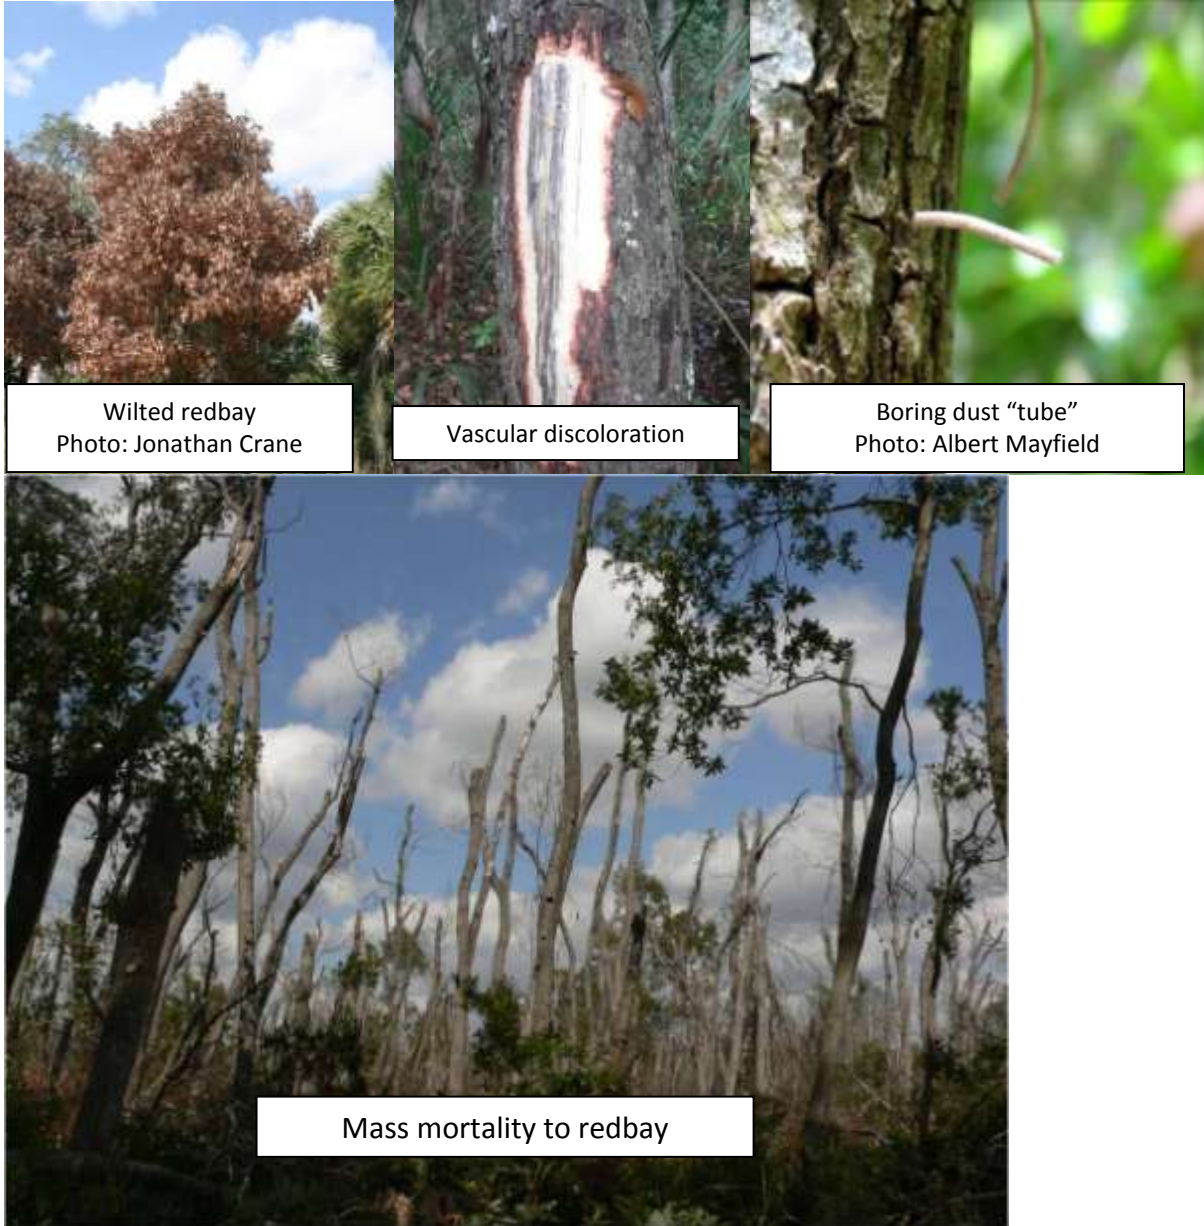 Wilted redbay
Photo: Jonathan Crane
Vascular discoloration
Boring dust “tube”
Photo: Albert Mayfield
Mass mortality to redbay